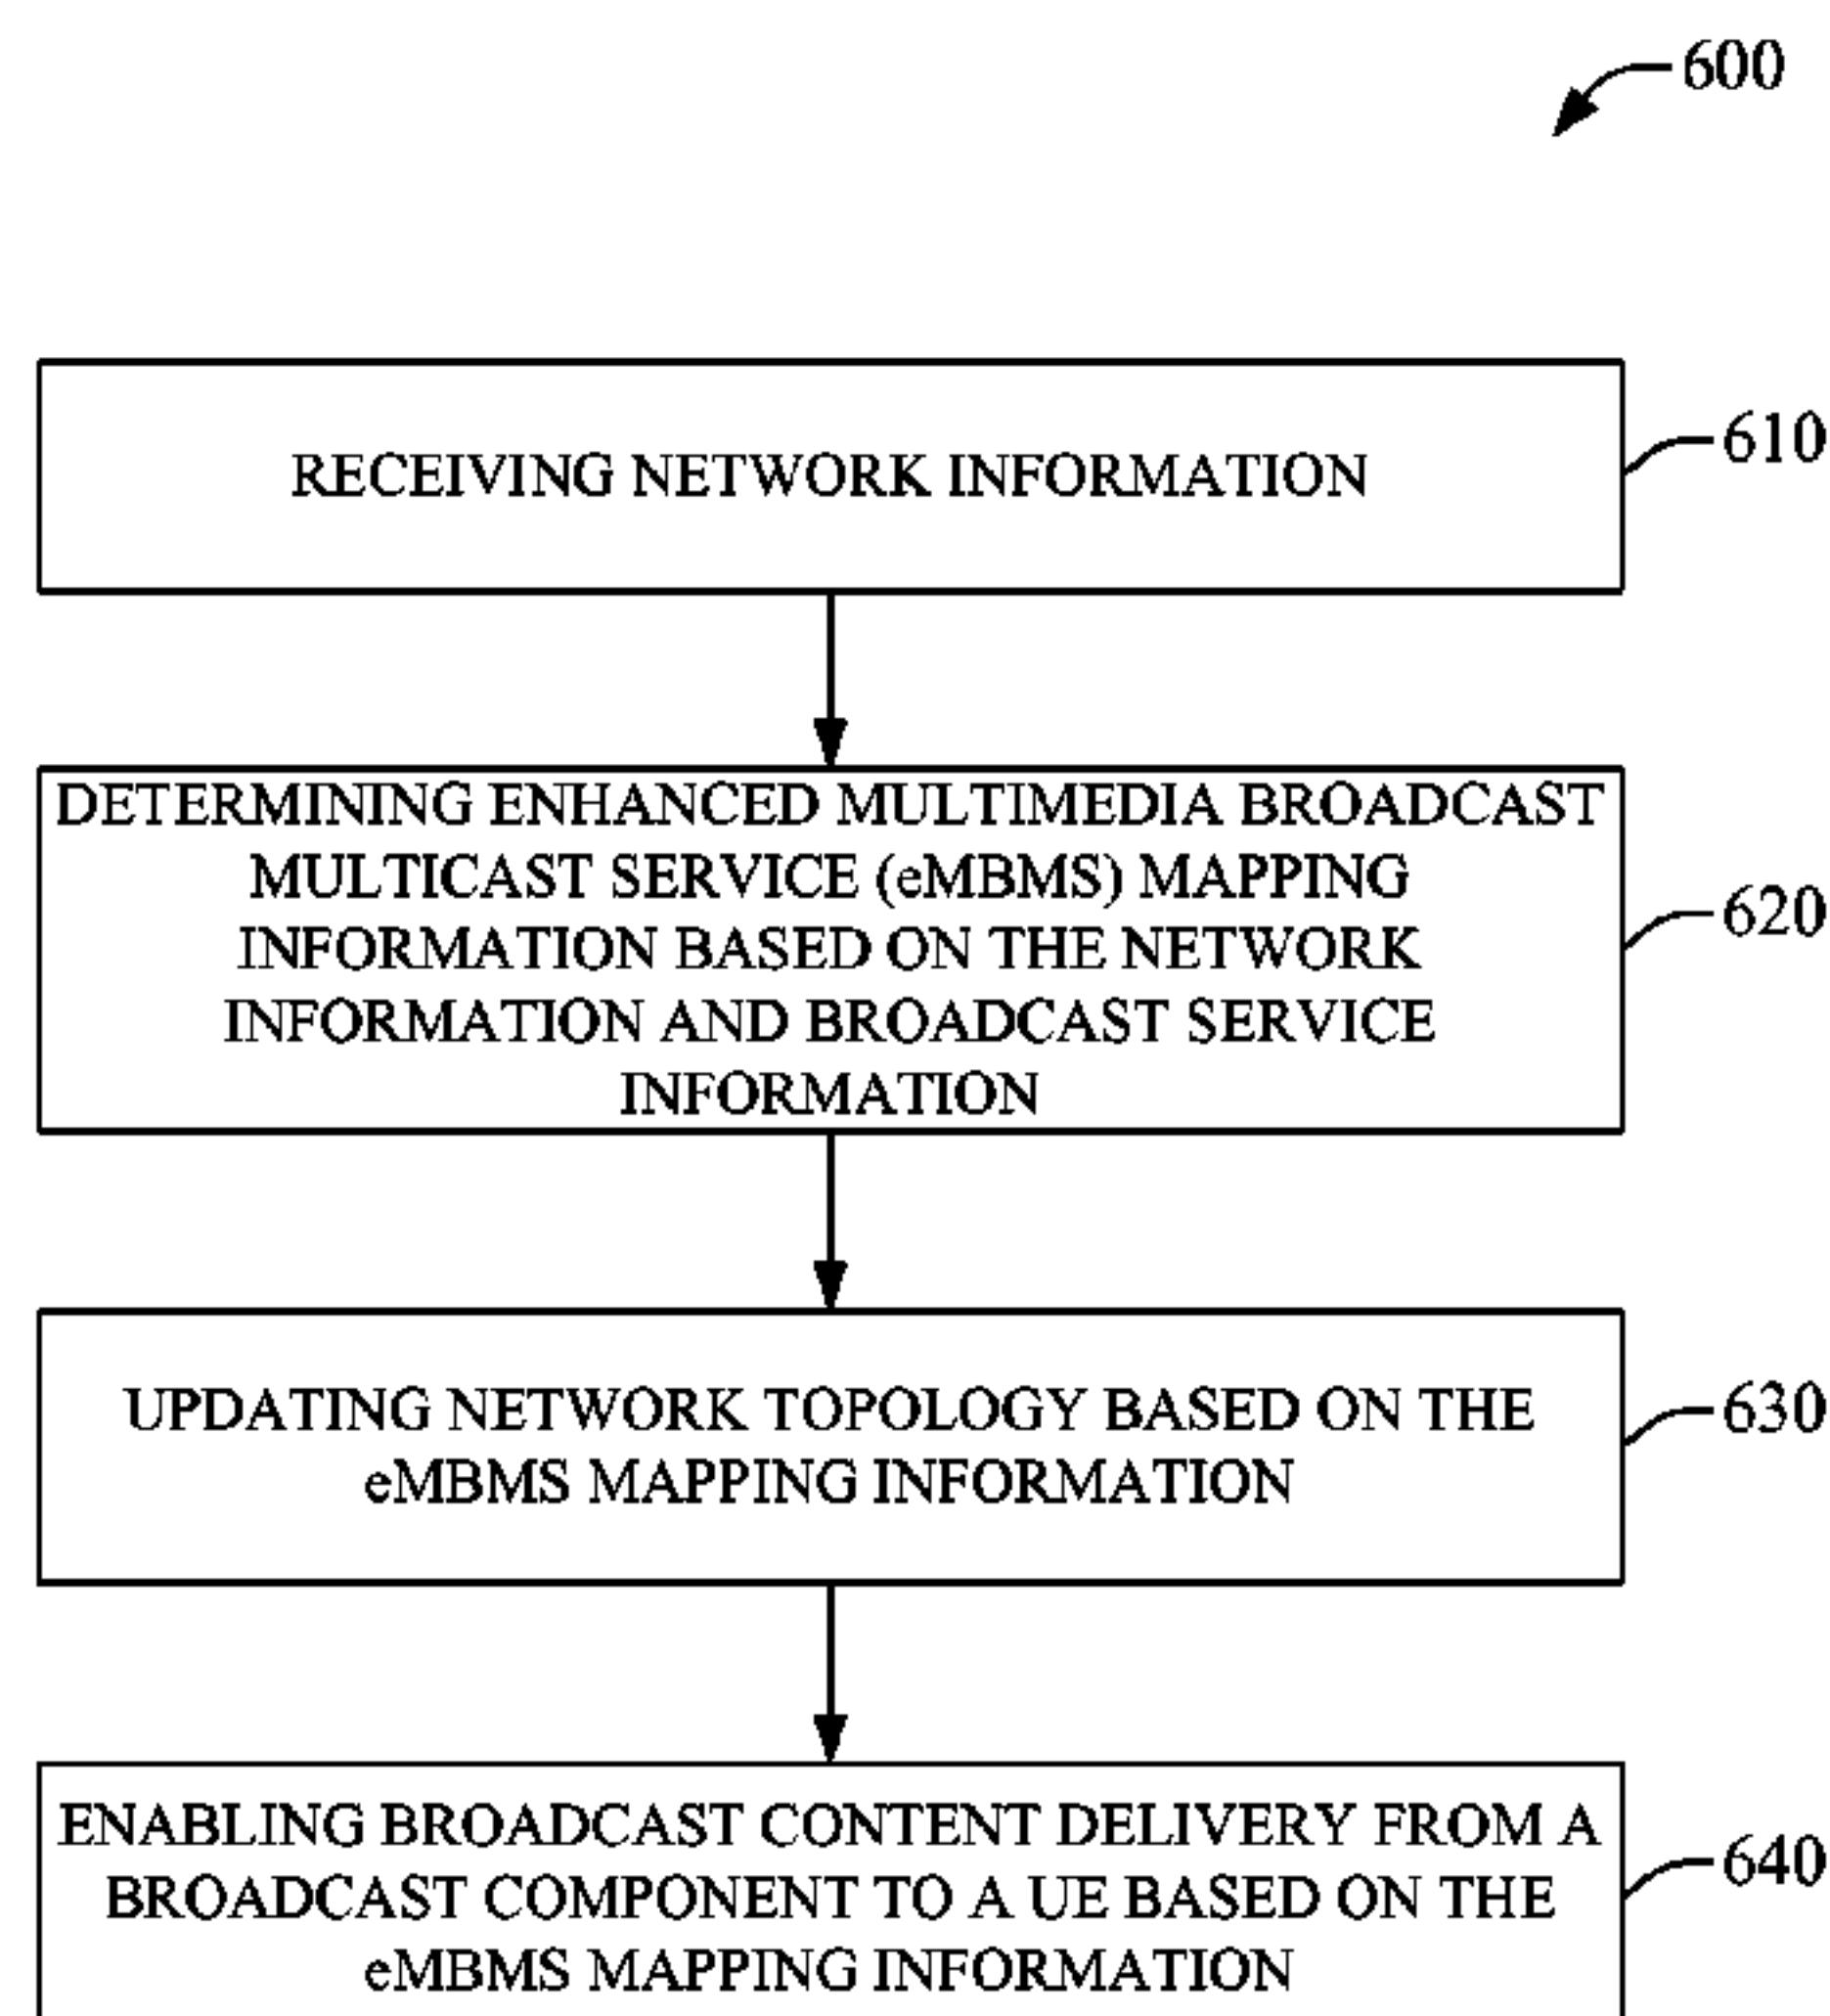 600
RECEIVING NETWORK INFORMATION
610
DETERMINING ENHANCED MULTIMEDIA BROADCAST
MULTICAST SERVICE (eMBMS) MAPPING
INFORMATION BASED ON THE NETWORK
INFORMATION AND BROADCAST SERVICE
INFORMATION
620
UPDATING NETWORK TOPOLOGY BASED ON THE
eMBMS MAPPING INFORMATION
630
ENABLING BROADCAST CONTENT DELIVERY FROM A
BROADCAST COMPONENT TO A UE BASED ON THE
eMBMS MAPPING INFORMATION
640